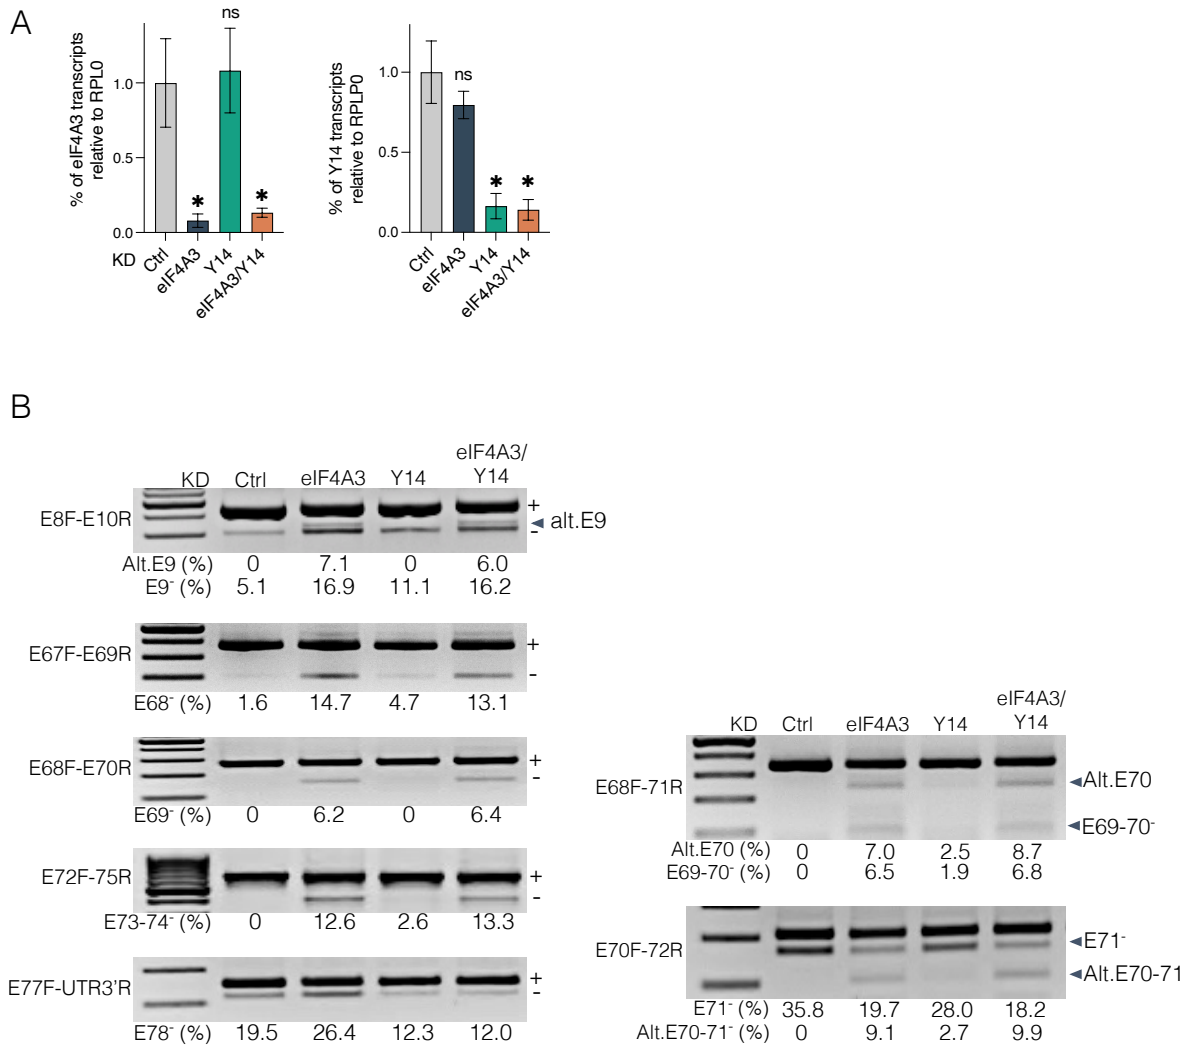 A
% of eIF4A3 transcripts
relative to RPL0
1.0
0.5
0.0
ns
*
*
KD
Ctrl
eIF4A3
Y14
eIF4A3/Y14
% of Y14 transcripts
relative to RPLP0
1.0
0.5
0.0
ns
*
*
Ctrl
eIF4A3
Y14
eIF4A3/Y14
B
KD Ctrl eIF4A3 Y14 eIF4A3/
Y14
E8F-E10R
+
alt.E9
-
Alt.E9 (%) 0 7.1 0 6.0
E9- (%) 5.1 16.9 11.1 16.2
E67F-E69R
+
-
E68- (%) 1.6 14.7 4.7 13.1
E68F-E70R
+
-
E69- (%) 0 6.2 0 6.4
E72F-75R
+
-
E73-74- (%) 0 12.6 2.6 13.3
E77F-UTR3'R
+
-
E78- (%) 19.5 26.4 12.3 12.0
KD Ctrl eIF4A3 Y14 eIF4A3/
Y14
E68F-71R
Alt.E70
E69-70-
Alt.E70 (%) 0 7.0 2.5 8.7
E69-70- (%) 0 6.5 1.9 6.8
E70F-72R
E71-
Alt.E70-71
E71- (%) 35.8 19.7 28.0 18.2
Alt.E70-71- (%) 0 9.1 2.7 9.9